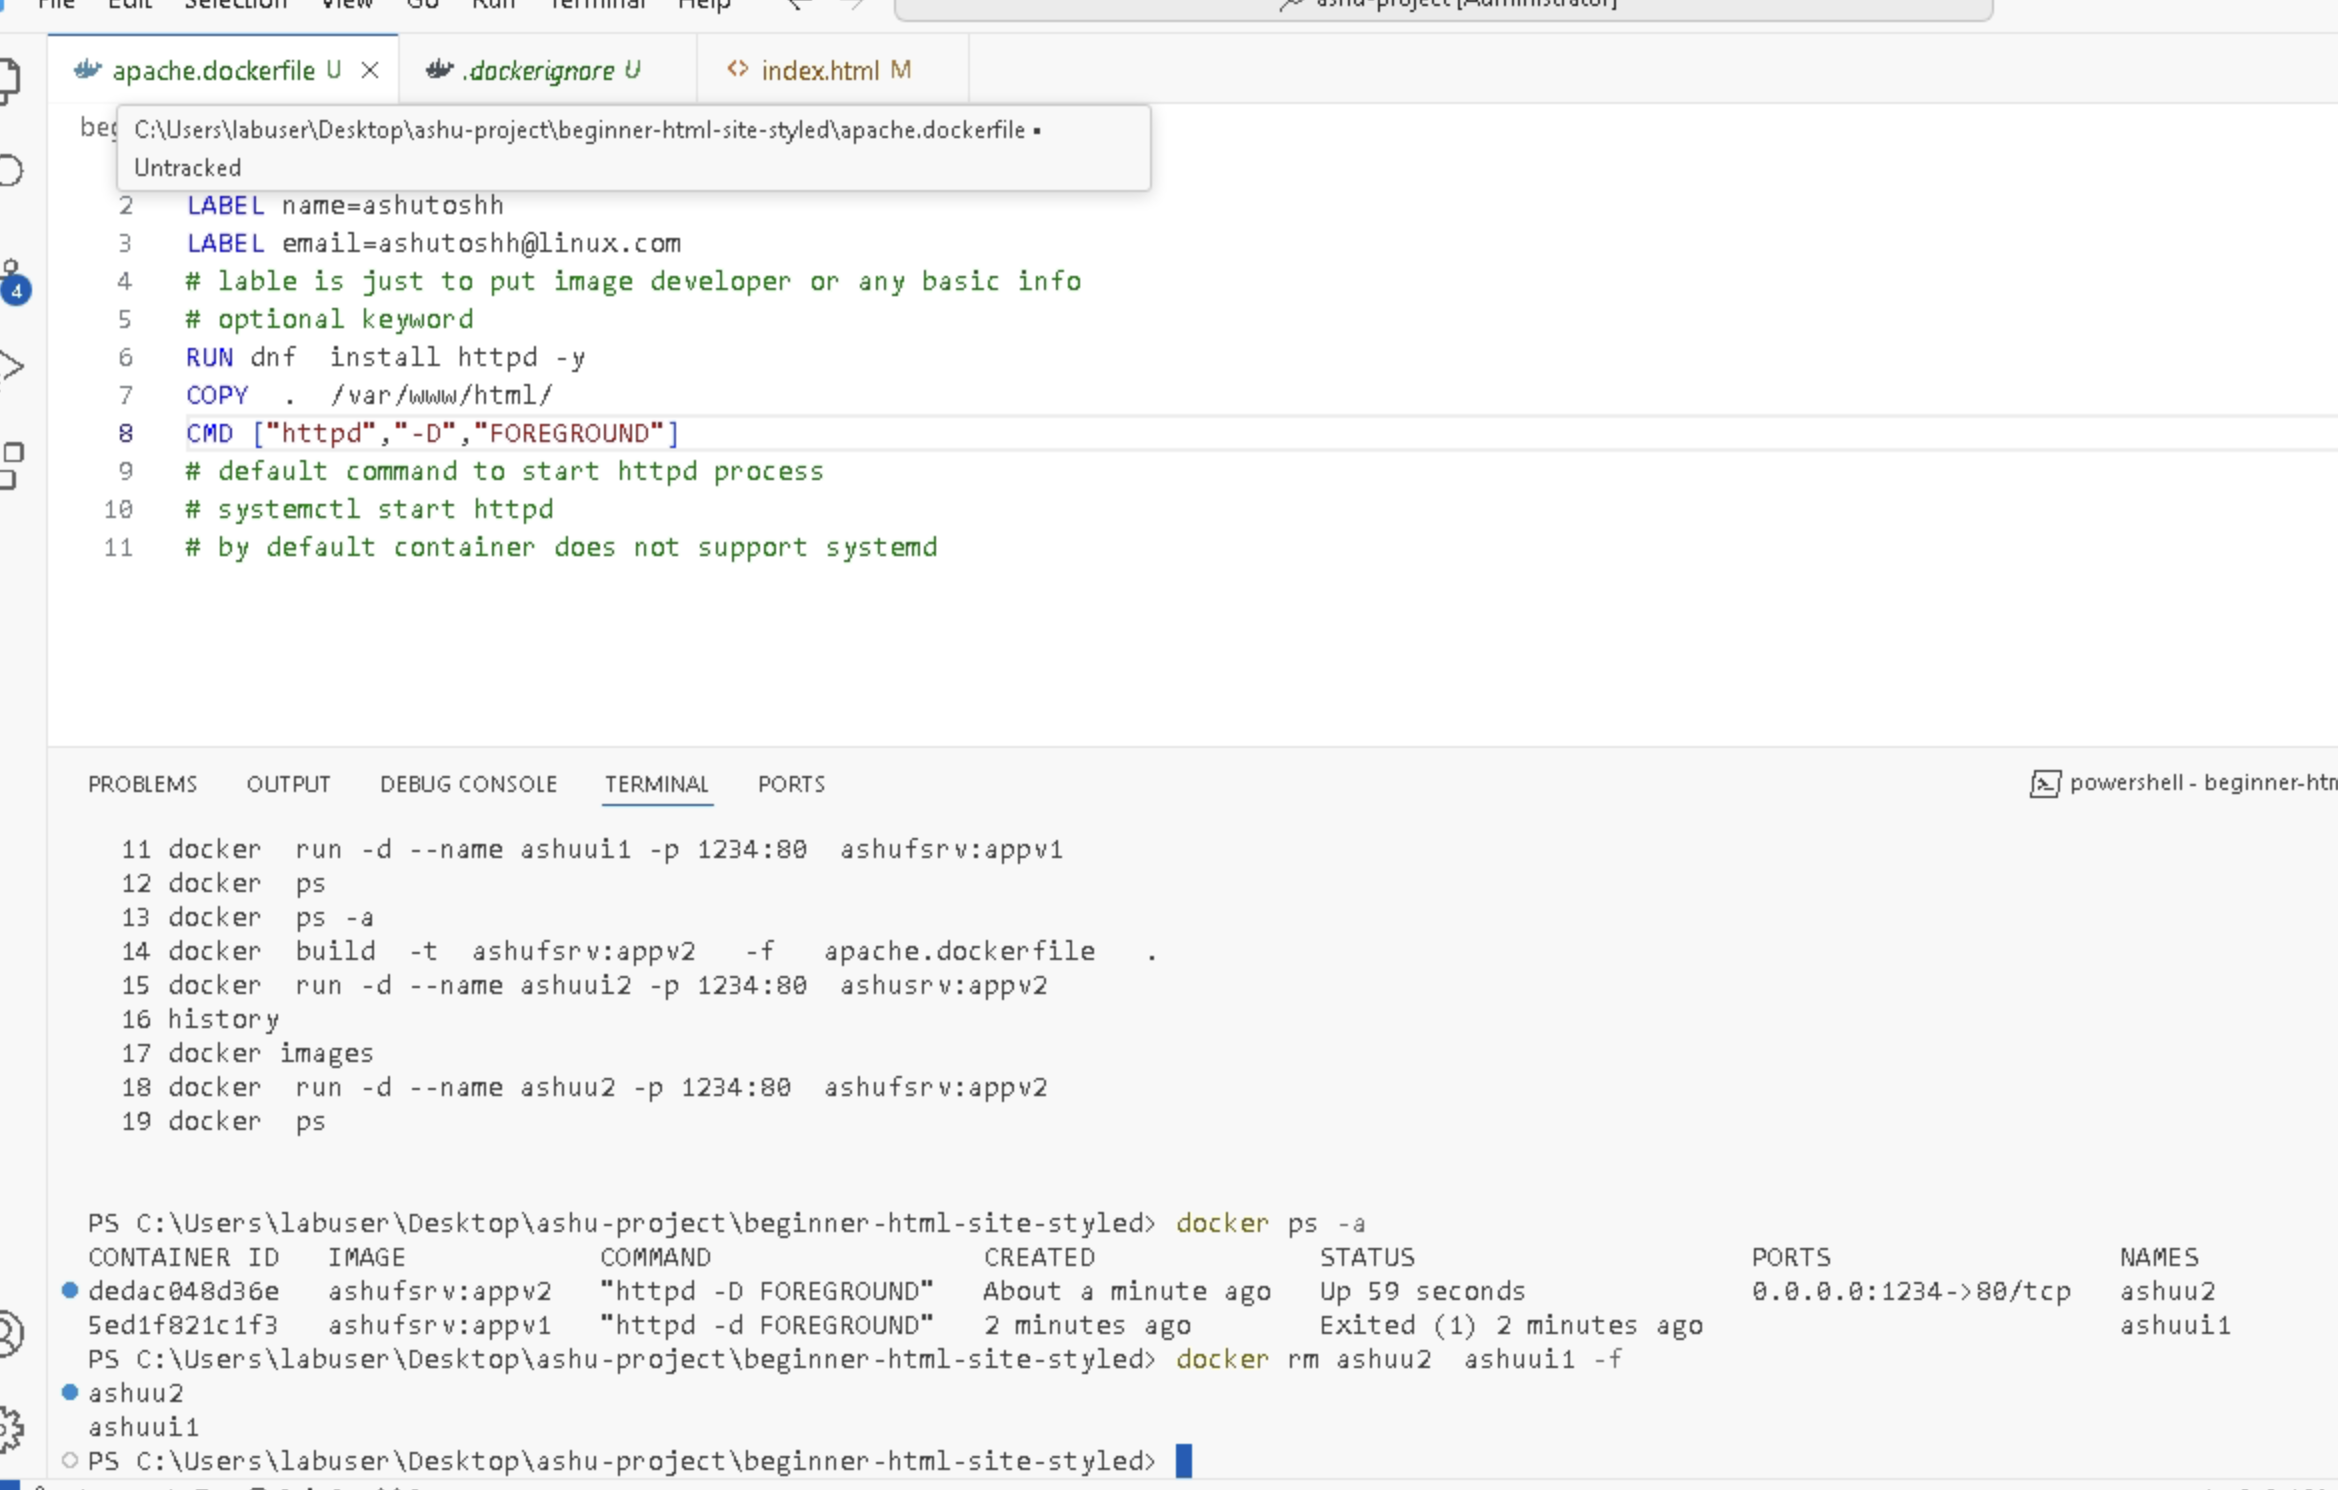 File Edit Selection View Go Run Terminal Help
ashu-project [Administrator]
apache.dockerfile U
.dockerignore U
index.html M
beg
C:\Users\labuser\Desktop\ashu-project\beginner-html-site-styled\apache.dockerfile •
Untracked
2 LABEL name=ashutoshh
3 LABEL email=ashutoshh@linux.com
4 # lable is just to put image developer or any basic info
4
5 # optional keyword
6 RUN dnf  install httpd -y
7 COPY  .  /var/www/html/
8 CMD ["httpd","-D","FOREGROUND"]
9 # default command to start httpd process
10 # systemctl start httpd
11 # by default container does not support systemd
PROBLEMS OUTPUT DEBUG CONSOLE TERMINAL PORTS
powershell - beginner-htm
11 docker  run -d --name ashuui1 -p 1234:80  ashufsrv:appv1
12 docker  ps
13 docker  ps -a
14 docker  build  -t  ashufsrv:appv2   -f   apache.dockerfile   .
15 docker  run -d --name ashuui2 -p 1234:80  ashusrv:appv2
16 history
17 docker images
18 docker  run -d --name ashuu2 -p 1234:80  ashufsrv:appv2
19 docker  ps
PS C:\Users\labuser\Desktop\ashu-project\beginner-html-site-styled> docker ps -a
CONTAINER ID   IMAGE            COMMAND                 CREATED              STATUS                     PORTS                  NAMES
dedac048d36e   ashufsrv:appv2   "httpd -D FOREGROUND"   About a minute ago   Up 59 seconds              0.0.0.0:1234->80/tcp   ashuu2
5ed1f821c1f3   ashufsrv:appv1   "httpd -d FOREGROUND"   2 minutes ago        Exited (1) 2 minutes ago                          ashuui1
PS C:\Users\labuser\Desktop\ashu-project\beginner-html-site-styled> docker rm ashuu2  ashuui1 -f
ashuu2
ashuui1
PS C:\Users\labuser\Desktop\ashu-project\beginner-html-site-styled>